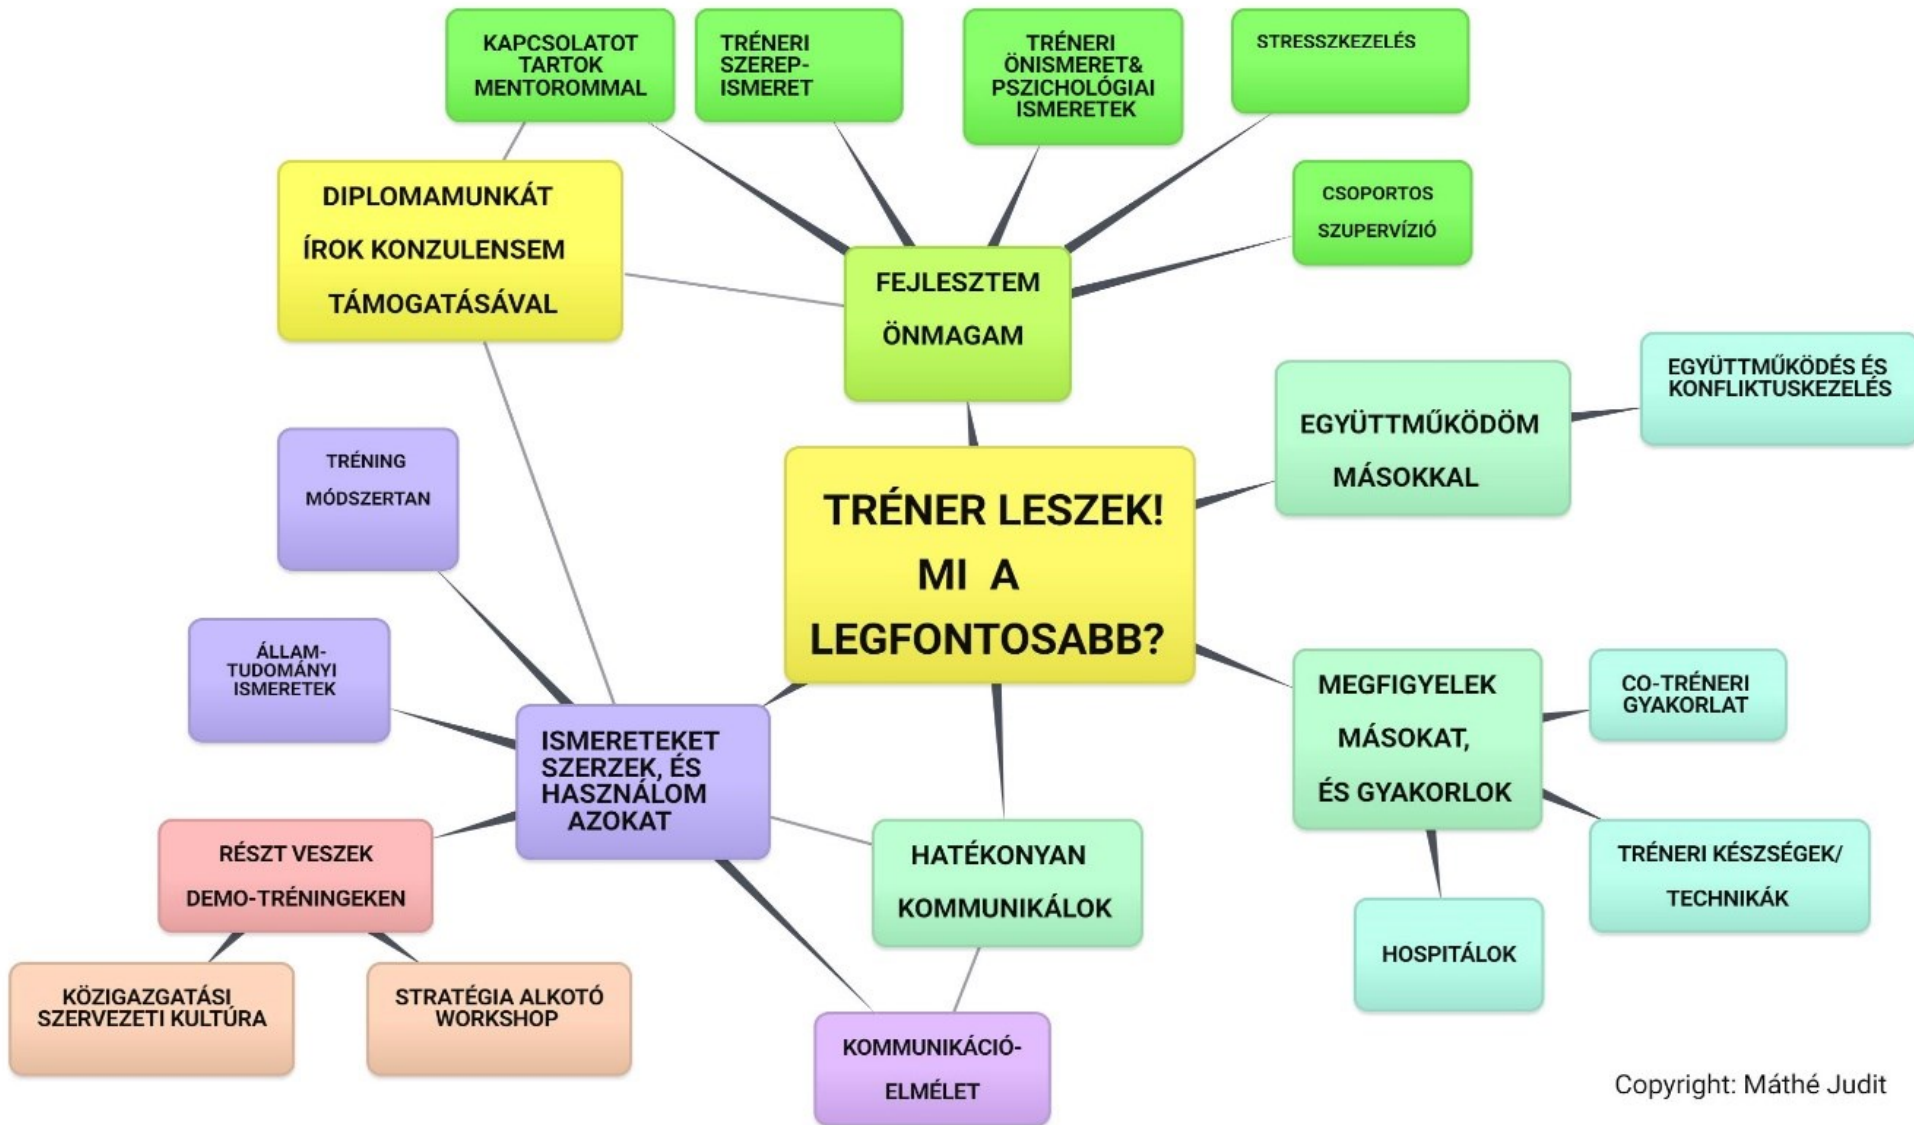 KAPCSOLATOT
TARTOK
MENTOROMMAL
TRÉNERI
SZEREP-
ISMERET
TRÉNERI
ÖNISMERET&
PSZICHOLÓGIAI
ISMERETEK
STRESSZKEZELÉS
DIPLOMAMUNKÁT
ÍROK KONZULENSEM
TÁMOGATÁSÁVAL
CSOPORTOS
SZUPERVÍZIÓ
FEJLESZTEM
ÖNMAGAM
EGYÜTTMŰKÖDÉS ÉS
KONFLIKTUSKEZELÉS
EGYÜTTMŰKÖDÖM
MÁSOKKAL
TRÉNING
MÓDSZERTAN
TRÉNER LESZEK!
MI A
LEGFONTOSABB?
ÁLLAM-
TUDOMÁNYI
ISMERETEK
MEGFIGYELEK
MÁSOKAT,
ÉS GYAKORLOK
CO-TRÉNERI
GYAKORLAT
ISMERETEKET
SZERZEK, ÉS
HASZNÁLOM
AZOKAT
RÉSZT VESZEK
DEMO-TRÉNINGEKEN
HATÉKONYAN
KOMMUNIKÁLOK
TRÉNERI KÉSZSÉGEK/
TECHNIKÁK
HOSPITÁLOK
KÖZIGAZGATÁSI
SZERVEZETI KULTÚRA
STRATÉGIA ALKOTÓ
WORKSHOP
KOMMUNIKÁCIÓ-
ELMÉLET
Copyright: Máthé Judit